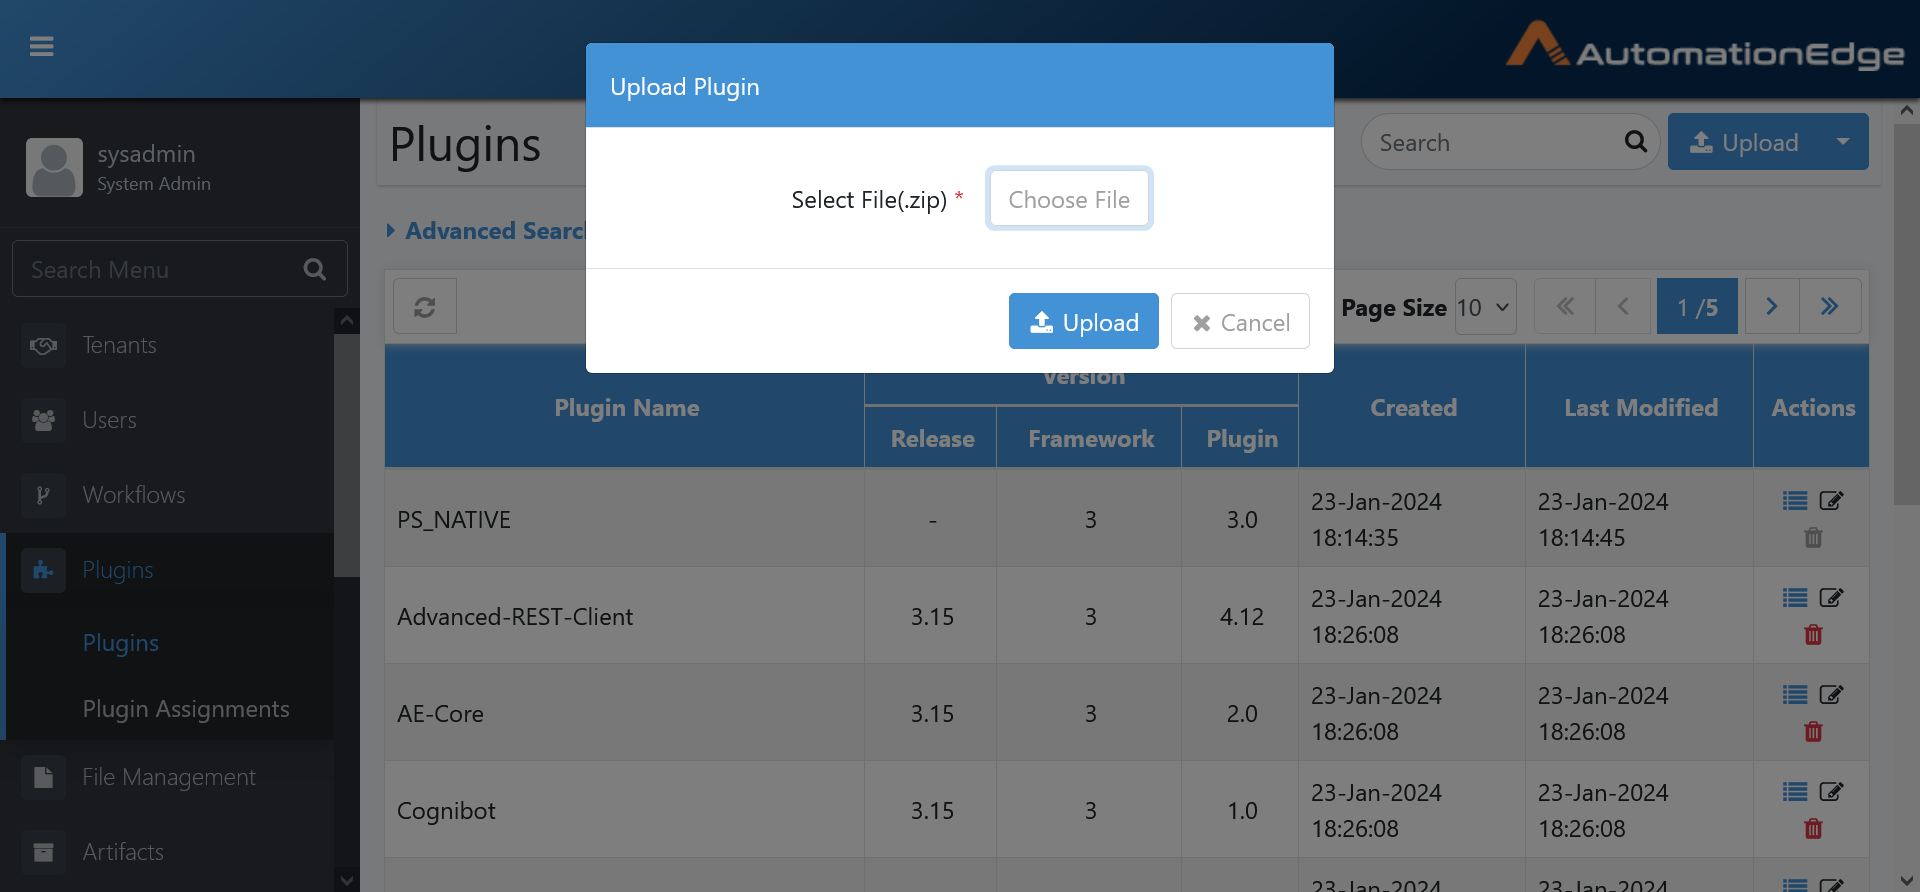 AutomationEdge
Upload Plugin
Select File(.zip) * Choose File
Upload Cancel
sysadmin
System Admin
Search Menu
Tenants
Users
Workflows
Plugins
Plugins
Plugin Assignments
File Management
Artifacts
Plugins
Search
Upload
Advanced Search
Page Size 10 1 /5
Plugin Name Version Created Last Modified Actions
Release Framework Plugin
PS_NATIVE - 3 3.0 23-Jan-2024 18:14:35 23-Jan-2024 18:14:45
Advanced-REST-Client 3.15 3 4.12 23-Jan-2024 18:26:08 23-Jan-2024 18:26:08
AE-Core 3.15 3 2.0 23-Jan-2024 18:26:08 23-Jan-2024 18:26:08
Cognibot 3.15 3 1.0 23-Jan-2024 18:26:08 23-Jan-2024 18:26:08
23-Jan-2024 23-Jan-2024